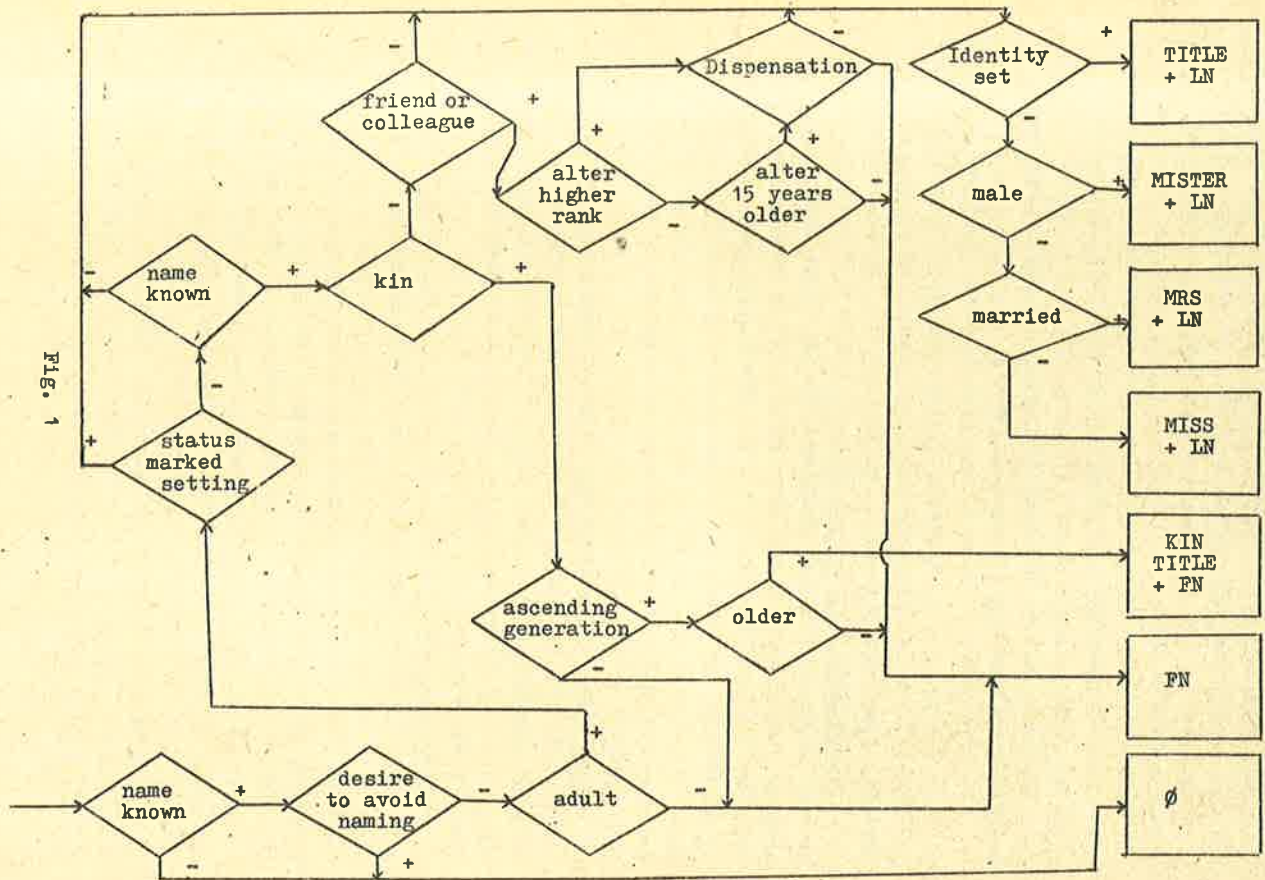 friend or
colleague
-
+
Dispensation
-
+
Identity
set
+
-
TITLE
+ LN
alter
higher
rank
+
-
alter
15 years
older
+
-
male
+
-
MISTER
+ LN
name
known
-
+
kin
-
+
married
+
-
MRS
+ LN
Fig. 1
status
marked
setting
+
-
MISS
+ LN
ascending
generation
+
-
older
+
-
KIN
TITLE
+ FN
FN
name
known
+
-
desire
to avoid
naming
-
+
adult
+
-
Ø